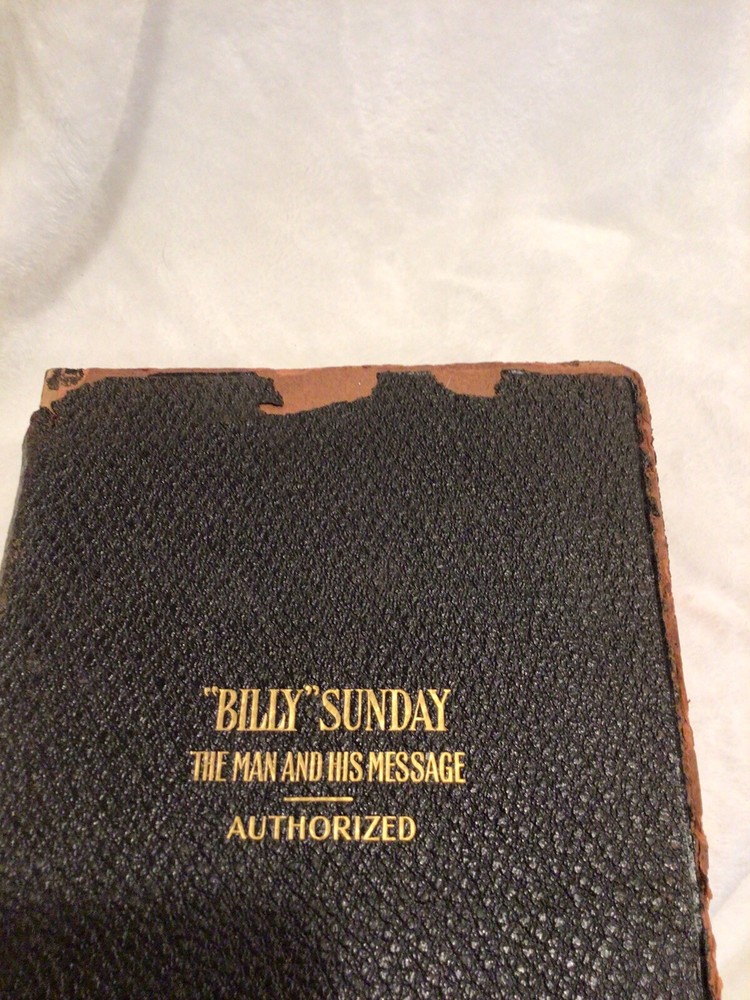 "BILLY" SUNDAY
THE MAN AND HIS MESSAGE
AUTHORIZED